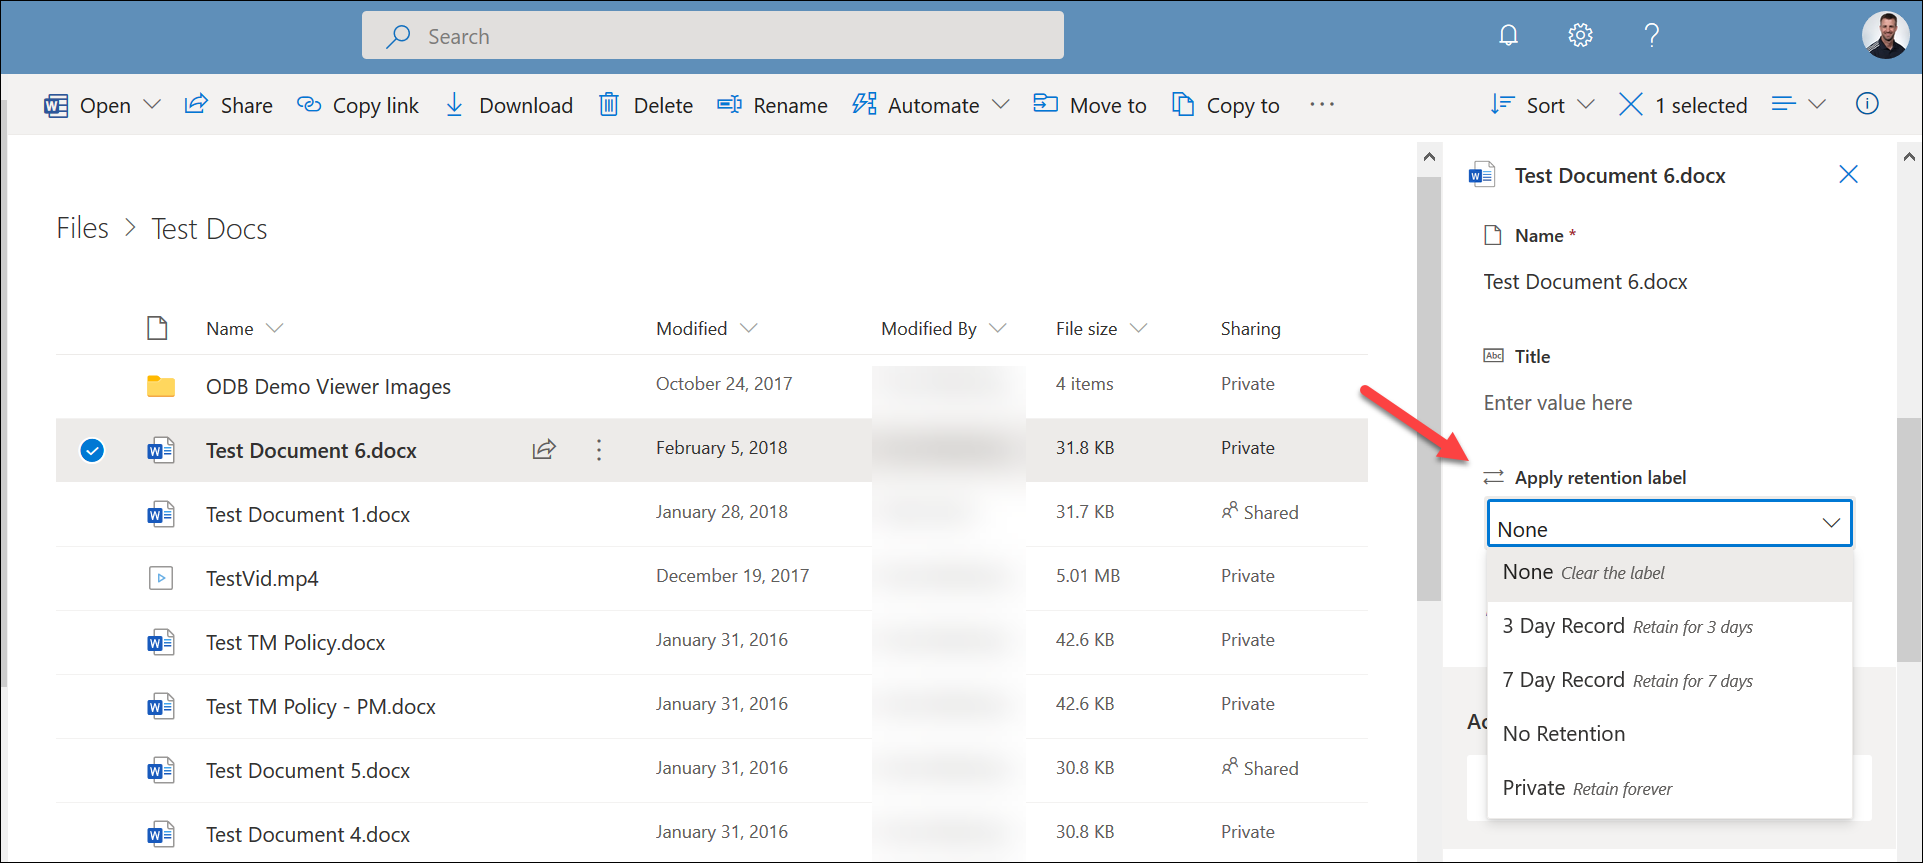 Search
Open Share Copy link Download Delete Rename Automate Move to Copy to ··· Sort 1 selected
Files > Test Docs
Name Modified Modified By File size Sharing
ODB Demo Viewer Images October 24, 2017 4 items Private
Test Document 6.docx February 5, 2018 31.8 KB Private
Test Document 1.docx January 28, 2018 31.7 KB Shared
TestVid.mp4 December 19, 2017 5.01 MB Private
Test TM Policy.docx January 31, 2016 42.6 KB Private
Test TM Policy - PM.docx January 31, 2016 42.6 KB Private
Test Document 5.docx January 31, 2016 30.8 KB Shared
Test Document 4.docx January 31, 2016 30.8 KB Private
Test Document 6.docx
Name *
Test Document 6.docx
Abc Title
Enter value here
Apply retention label
None
None Clear the label
3 Day Record Retain for 3 days
7 Day Record Retain for 7 days
No Retention
Private Retain forever